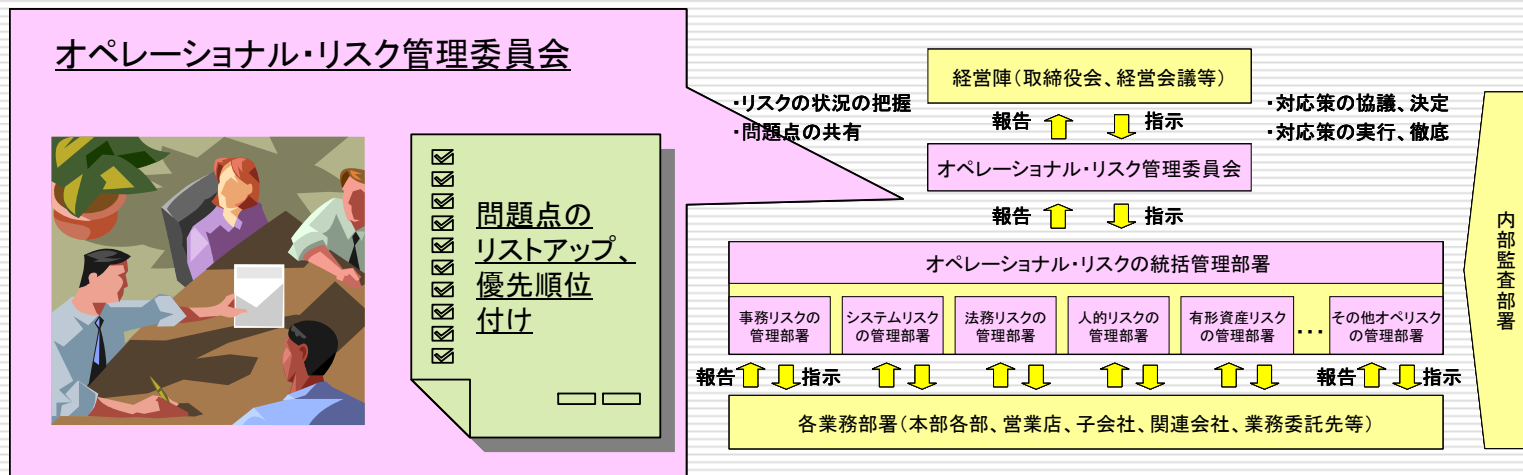 オペレーショナル・リスク管理委員会
問題点の
リストアップ、
優先順位
付け
経営陣（取締役会、経営会議等）
・リスクの状況の把握
・問題点の共有
報告
指示
・対応策の協議、決定
・対応策の実行、徹底
オペレーショナル・リスク管理委員会
報告
指示
オペレーショナル・リスクの統括管理部署
事務リスクの
管理部署
システムリスク
の管理部署
法務リスクの
管理部署
人的リスクの
管理部署
有形資産リスク
の管理部署
…
その他オペリスク
の管理部署
報告
指示
報告
指示
各業務部署（本部各部、営業店、子会社、関連会社、業務委託先等）
内部監査部署